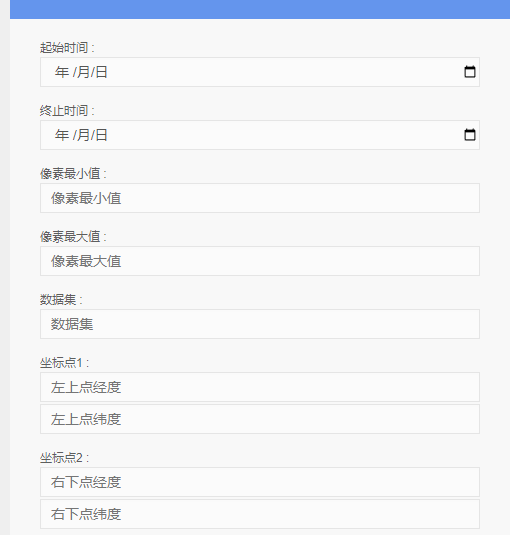 起始时间 :
年 /月/日
终止时间 :
年 /月/日
像素最小值 :
像素最小值
像素最大值 :
像素最大值
数据集 :
数据集
坐标点1 :
左上点经度
左上点纬度
坐标点2 :
右下点经度
右下点纬度